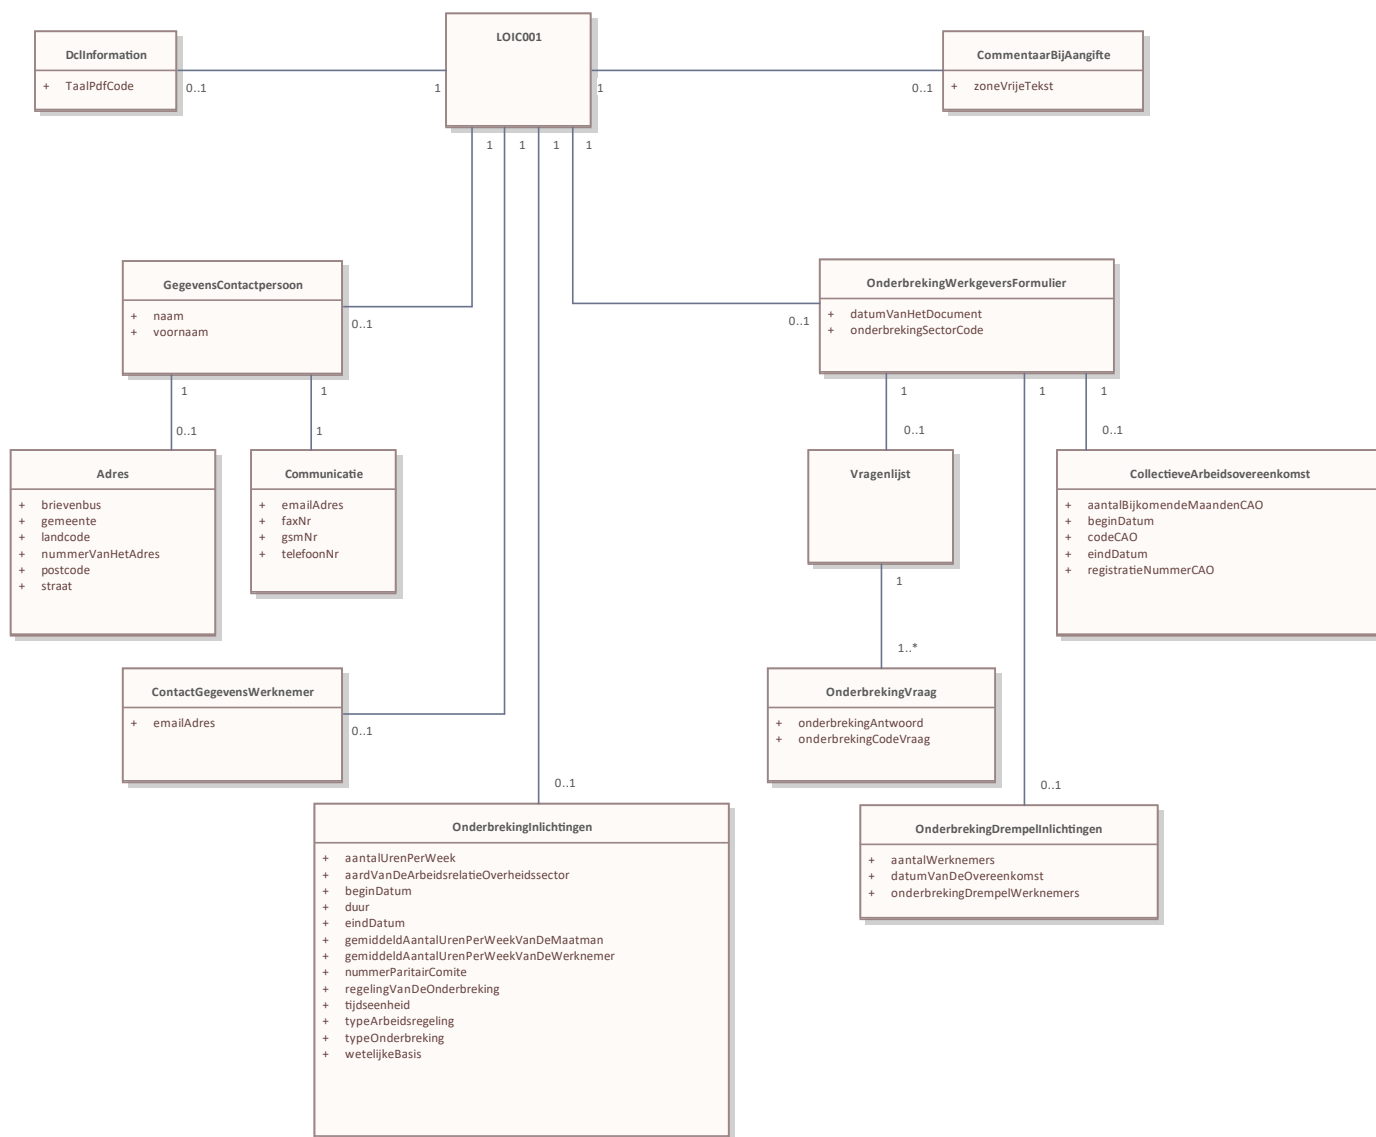 LOIC001
DclInformation
+ TaalPdfCode
0..1
1
CommentaarBijAangifte
+ zoneVrijeTekst
1
0..1
1
1
1
1
GegevensContactpersoon
+ naam
+ voornaam
0..1
OnderbrekingWerkgeversFormulier
+ datumVanHetDocument
+ onderbrekingSectorCode
0..1
1
1
1
1
1
0..1
1
0..1
0..1
Adres
+ brievenbus
+ gemeente
+ landcode
+ nummerVanHetAdres
+ postcode
+ straat
Communicatie
+ emailAdres
+ faxNr
+ gsmNr
+ telefoonNr
Vragenlijst
CollectieveArbeidsovereenkomst
+ aantalBijkomendeMaandenCAO
+ beginDatum
+ codeCAO
+ eindDatum
+ registratieNummerCAO
1
1..*
ContactGegevensWerknemer
+ emailAdres
0..1
OnderbrekingVraag
+ onderbrekingAntwoord
+ onderbrekingCodeVraag
0..1
0..1
OnderbrekingInlichtingen
+ aantalUrenPerWeek
+ aardVanDeArbeidsrelatieOverheidssector
+ beginDatum
+ duur
+ eindDatum
+ gemiddeldAantalUrenPerWeekVanDeMaatman
+ gemiddeldAantalUrenPerWeekVanDeWerknemer
+ nummerParitairComite
+ regelingVanDeOnderbreking
+ tijdseenheid
+ typeArbeidsregeling
+ typeOnderbreking
+ wetelijkeBasis
OnderbrekingDrempelInlichtingen
+ aantalWerknemers
+ datumVanDeOvereenkomst
+ onderbrekingDrempelWerknemers